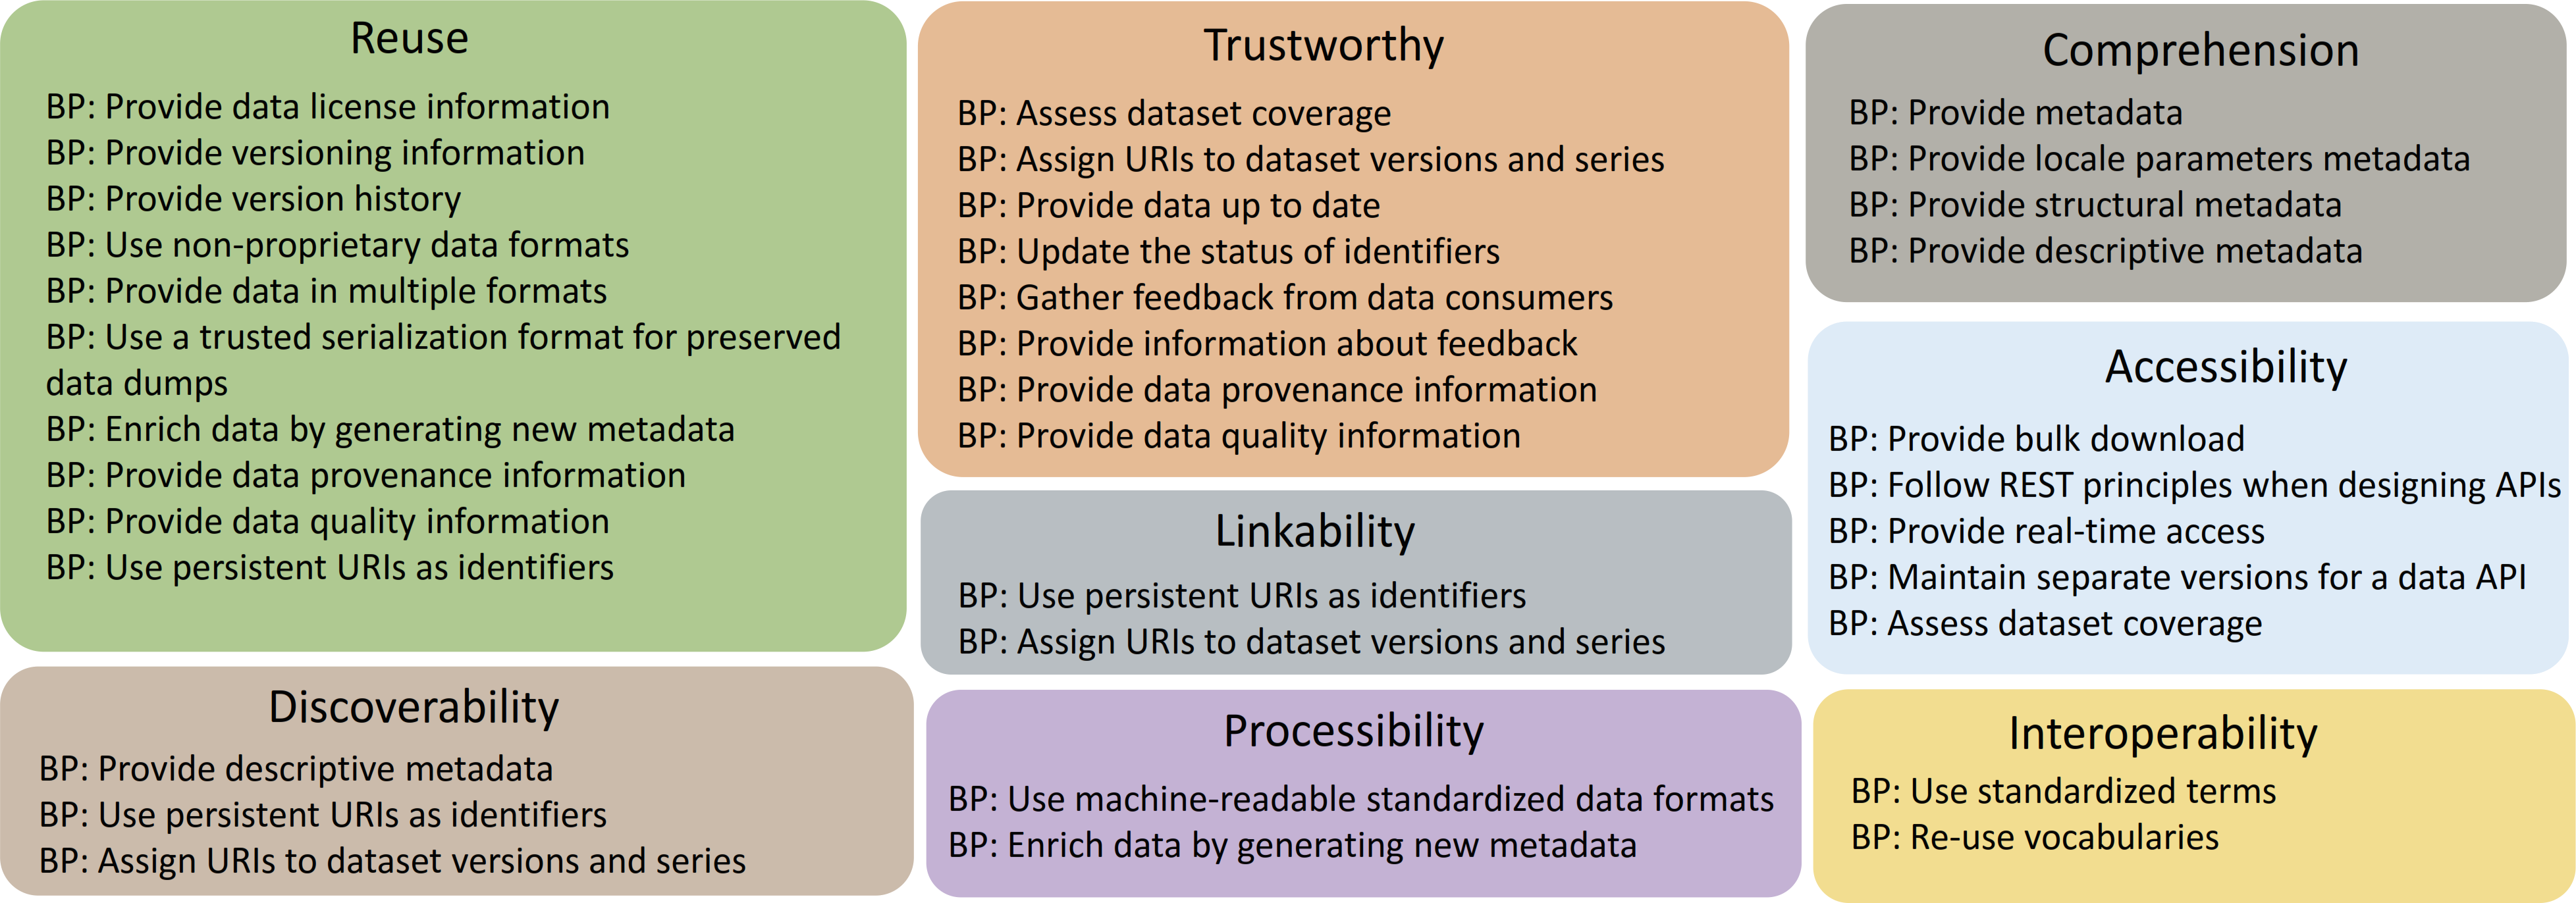 Reuse
BP: Provide data license information
BP: Provide versioning information
BP: Provide version history
BP: Use non-proprietary data formats
BP: Provide data in multiple formats
BP: Use a trusted serialization format for preserved
data dumps
BP: Enrich data by generating new metadata
BP: Provide data provenance information
BP: Provide data quality information
BP: Use persistent URIs as identifiers
Trustworthy
BP: Assess dataset coverage
BP: Assign URIs to dataset versions and series
BP: Provide data up to date
BP: Update the status of identifiers
BP: Gather feedback from data consumers
BP: Provide information about feedback
BP: Provide data provenance information
BP: Provide data quality information
Comprehension
BP: Provide metadata
BP: Provide locale parameters metadata
BP: Provide structural metadata
BP: Provide descriptive metadata
Accessibility
BP: Provide bulk download
BP: Follow REST principles when designing APIs
BP: Provide real-time access
BP: Maintain separate versions for a data API
BP: Assess dataset coverage
Linkability
BP: Use persistent URIs as identifiers
BP: Assign URIs to dataset versions and series
Discoverability
BP: Provide descriptive metadata
BP: Use persistent URIs as identifiers
BP: Assign URIs to dataset versions and series
Processibility
BP: Use machine-readable standardized data formats
BP: Enrich data by generating new metadata
Interoperability
BP: Use standardized terms
BP: Re-use vocabularies